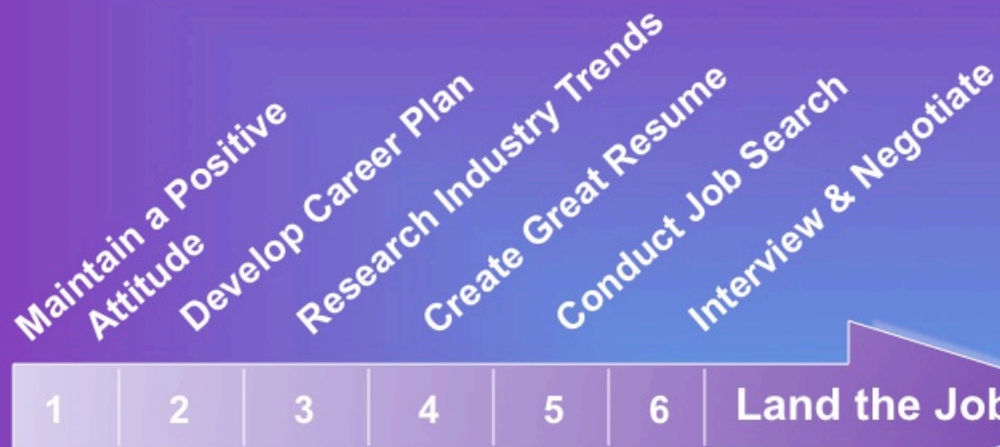 Maintain a Positive
Attitude
Develop Career Plan
Research Industry Trends
Create Great Resume
Conduct Job Search
Interview & Negotiate
1
2
3
4
5
6
Land the Job